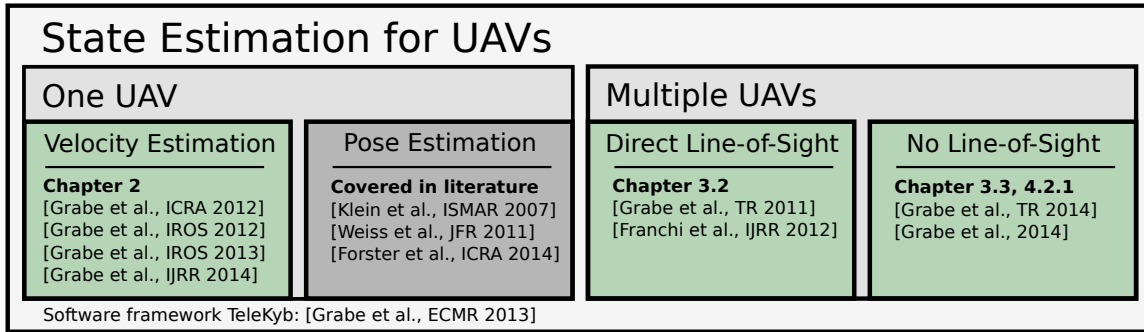 State Estimation for UAVs
One UAV
Velocity Estimation
Chapter 2
[Grabe et al., ICRA 2012]
[Grabe et al., IROS 2012]
[Grabe et al., IROS 2013]
[Grabe et al., IJRR 2014]
Pose Estimation
Covered in literature
[Klein et al., ISMAR 2007]
[Weiss et al., JFR 2011]
[Forster et al., ICRA 2014]
Multiple UAVs
Direct Line-of-Sight
Chapter 3.2
[Grabe et al., TR 2011]
[Franchi et al., IJRR 2012]
No Line-of-Sight
Chapter 3.3, 4.2.1
[Grabe et al., TR 2014]
[Grabe et al., 2014]
Software framework TeleKyb: [Grabe et al., ECMR 2013]